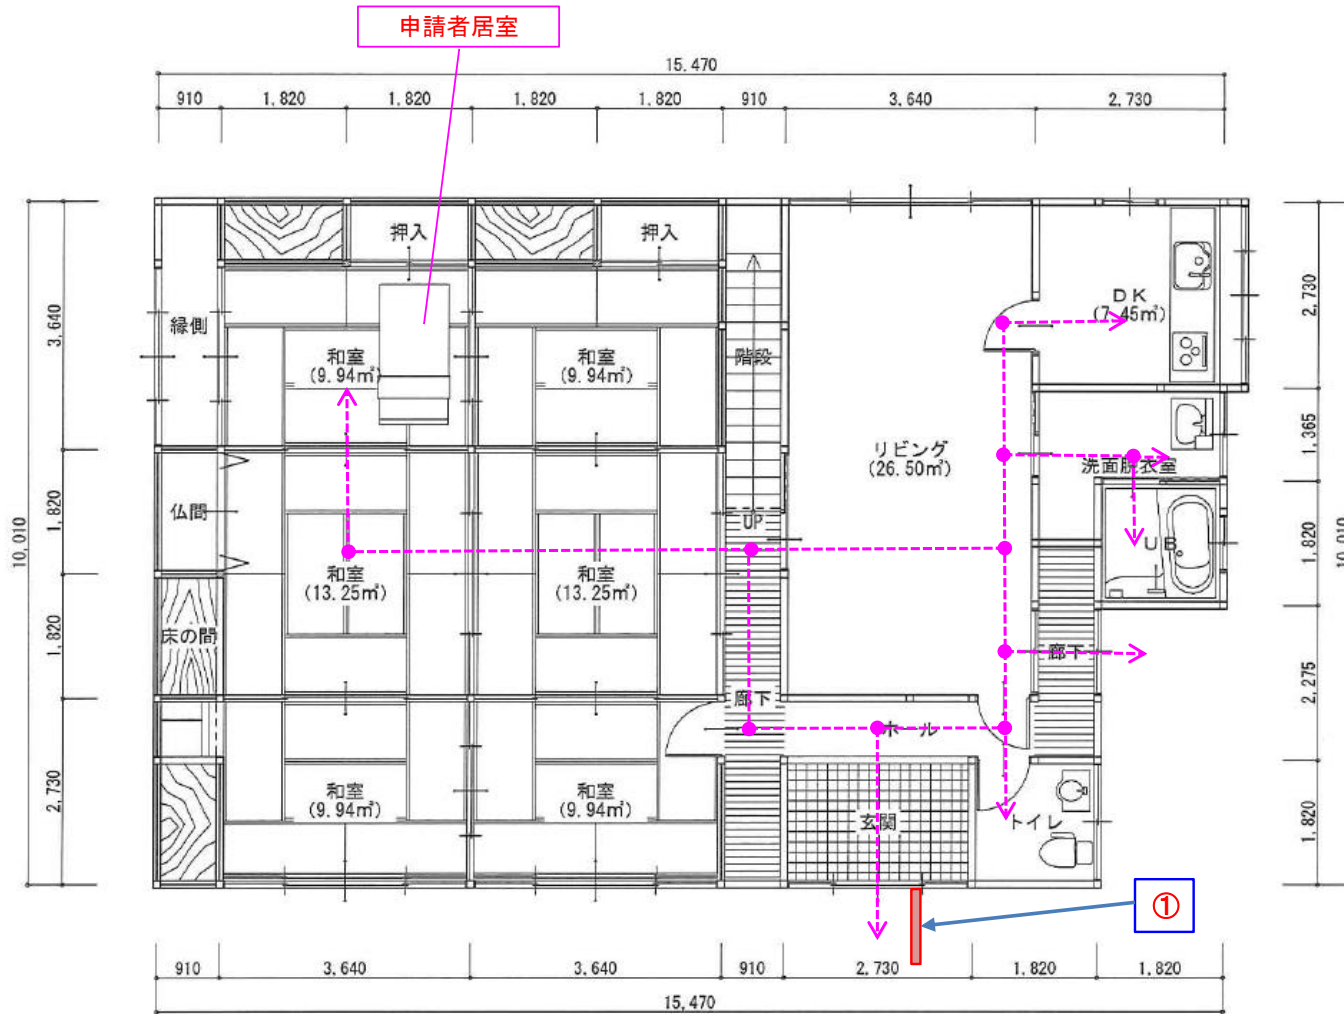 申請者居室
15,470
910
1,820
1,820
1,820
1,820
910
3,640
2,730
押入
押入
縁側
和室
(9.94㎡)
和室
(9.94㎡)
階段
DK
(7.45㎡)
リビング
(26.50㎡)
洗面脱衣室
仏間
UP
UB
和室
(13.25㎡)
和室
(13.25㎡)
床の間
廊下
廊下
ホール
和室
(9.94㎡)
和室
(9.94㎡)
玄関
トイレ
①
10,010
3,640
1,820
1,820
2,730
2,730
1,365
1,820
2,275
1,820
10,010
910
3,640
3,640
910
2,730
1,820
1,820
15,470